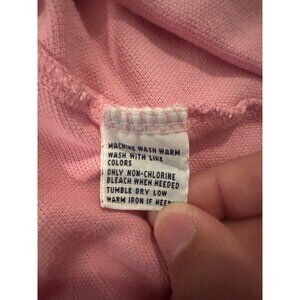 MACHINE WASH WARM
WASH WITH LIKE
COLORS
ONLY NON-CHLORINE
BLEACH WHEN NEEDED
TUMBLE DRY LOW
WARM IRON IF